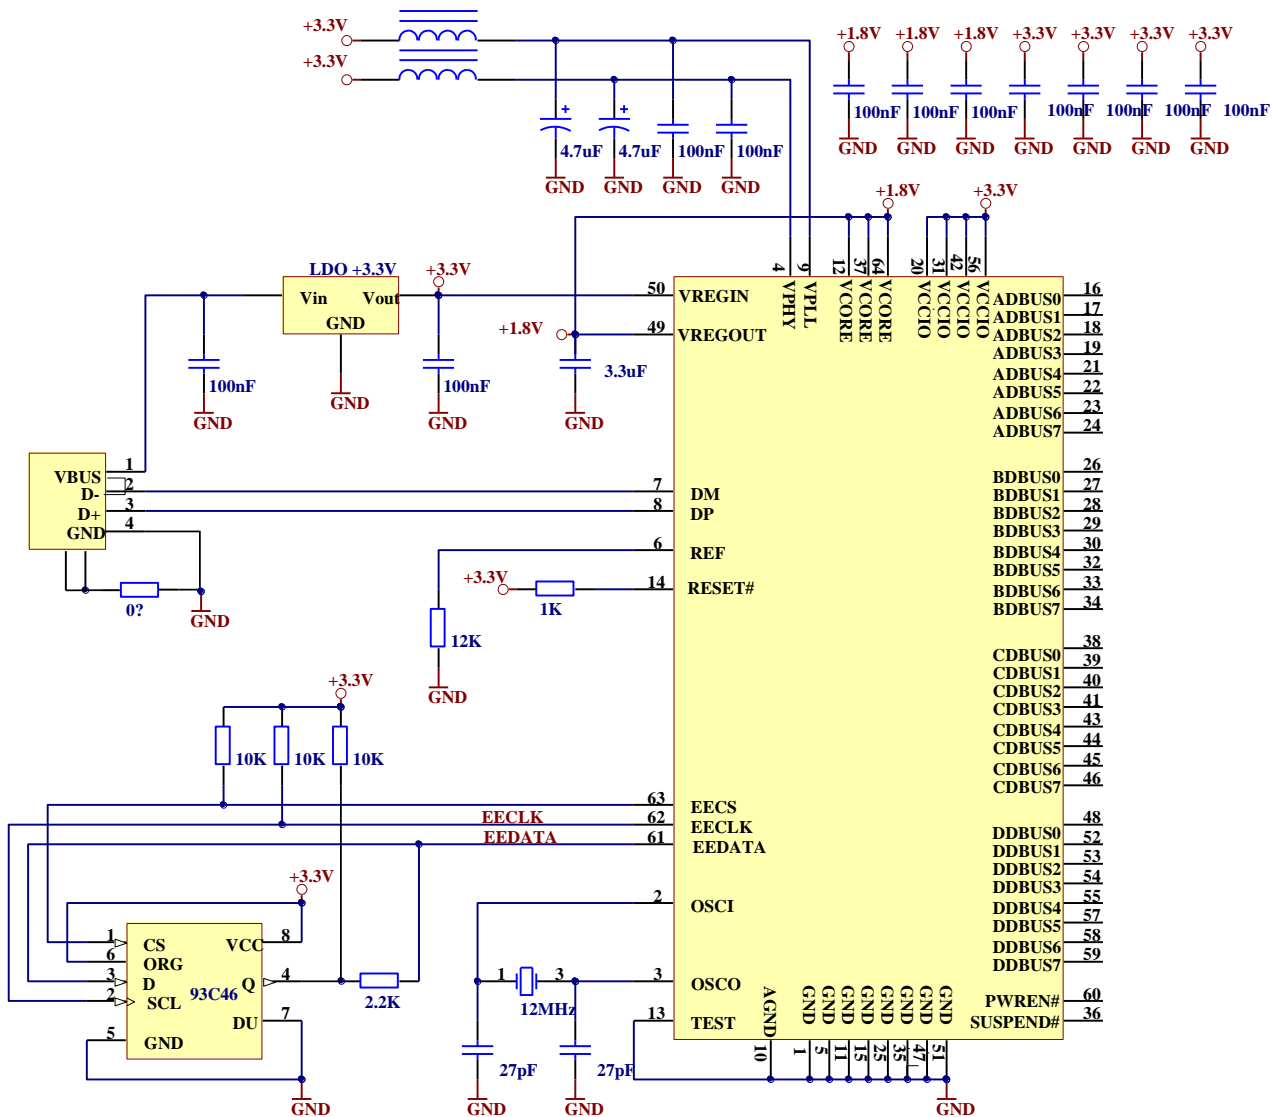 +3.3V
+3.3V
4.7uF
4.7uF
100nF
100nF
GND
GND
GND
GND
+1.8V
+1.8V
+1.8V
+3.3V
+3.3V
+3.3V
+3.3V
100nF
100nF
100nF
100nF
100nF
100nF
100nF
GND
GND
GND
GND
GND
GND
GND
+1.8V
+3.3V
LDO +3.3V
Vin
Vout
GND
+3.3V
100nF
GND
GND
100nF
GND
+1.8V
3.3uF
GND
VBUS
D-
D+
GND
1
2
3
4
0?
GND
+3.3V
1K
12K
GND
+3.3V
10K
10K
10K
EECLK
EEDATA
+3.3V
1
6
3
2
5
CS
ORG
D
SCL
GND
93C46
VCC
Q
DU
8
4
7
2.2K
GND
1
3
12MHz
27pF
27pF
GND
GND
50 VREGIN
49 VREGOUT
7 DM
8 DP
6 REF
14 RESET#
63 EECS
62 EECLK
61 EEDATA
2 OSCI
3 OSCO
13 TEST
4 VPHY
9 VPLL
12 VCORE
37 VCORE
64 VCORE
20 VCCIO
31 VCCIO
42 VCCIO
56 VCCIO
ADBUS0 16
ADBUS1 17
ADBUS2 18
ADBUS3 19
ADBUS4 21
ADBUS5 22
ADBUS6 23
ADBUS7 24
BDBUS0 26
BDBUS1 27
BDBUS2 28
BDBUS3 29
BDBUS4 30
BDBUS5 32
BDBUS6 33
BDBUS7 34
CDBUS0 38
CDBUS1 39
CDBUS2 40
CDBUS3 41
CDBUS4 43
CDBUS5 44
CDBUS6 45
CDBUS7 46
DDBUS0 48
DDBUS1 52
DDBUS2 53
DDBUS3 54
DDBUS4 55
DDBUS5 57
DDBUS6 58
DDBUS7 59
PWREN# 60
SUSPEND# 36
AGND 10
GND 1
GND 5
GND 11
GND 15
GND 25
GND 35
GND 47
GND 51
GND